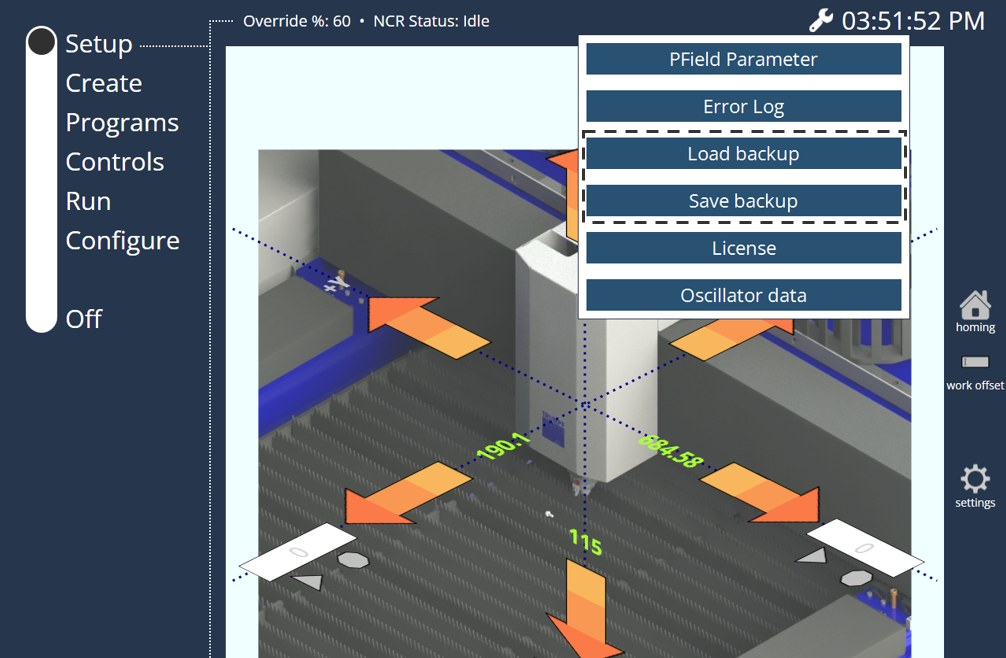 Override %: 60 • NCR Status: Idle
03:51:52 PM
Setup
Create
Programs
Controls
Run
Configure
Off
PField Parameter
Error Log
Load backup
Save backup
License
Oscillator data
homing
work offset
settings
190.1
684.58
115
0
0